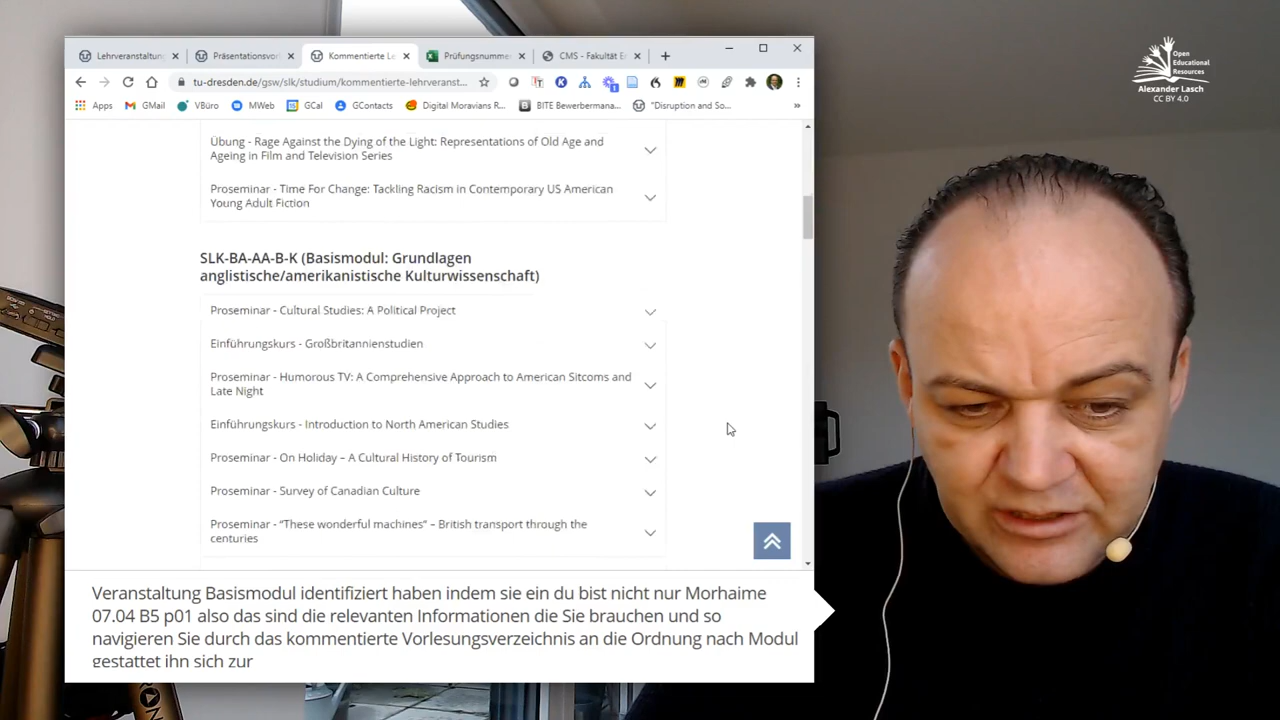 Lehrveranstaltung
Präsentationsvor
Kommentierte Le
Prüfungsnumme
CMS - Fakultät E
tu-dresden.de/gsw/slk/studium/kommentierte-lehrveranst...
Apps
GMail
VBüro
MWeb
GCal
GContacts
Digital Moravians R...
BITE Bewerbermana...
"Disruption and So...
Übung - Rage Against the Dying of the Light: Representations of Old Age and
Ageing in Film and Television Series
Proseminar - Time For Change: Tackling Racism in Contemporary US American
Young Adult Fiction
SLK-BA-AA-B-K (Basismodul: Grundlagen
anglistische/amerikanistische Kulturwissenschaft)
Proseminar - Cultural Studies: A Political Project
Einführungskurs - Großbritannienstudien
Proseminar - Humorous TV: A Comprehensive Approach to American Sitcoms and
Late Night
Einführungskurs - Introduction to North American Studies
Proseminar - On Holiday – A Cultural History of Tourism
Proseminar - Survey of Canadian Culture
Proseminar - “These wonderful machines” – British transport through the
centuries
Veranstaltung Basismodul identifiziert haben indem sie ein du bist nicht nur Morhaime
07.04 B5 p01 also das sind die relevanten Informationen die Sie brauchen und so
navigieren Sie durch das kommentierte Vorlesungsverzeichnis an die Ordnung nach Modul
gestattet ihn sich zur
Open
Educational
Resources
Alexander Lasch
CC BY 4.0